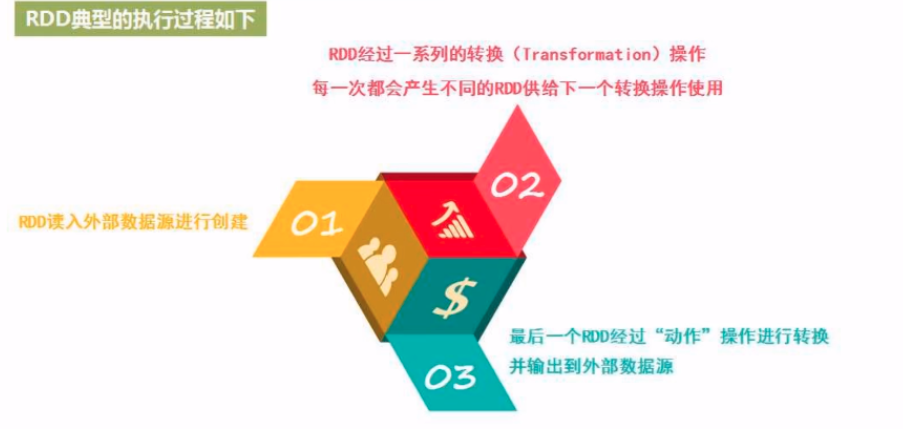 RDD典型的执行过程如下
RDD经过一系列的转换（Transformation）操作
每一次都会产生不同的RDD供给下一个转换操作使用
02
01
RDD读入外部数据源进行创建
$
最后一个RDD经过“动作”操作进行转换
并输出到外部数据源
03